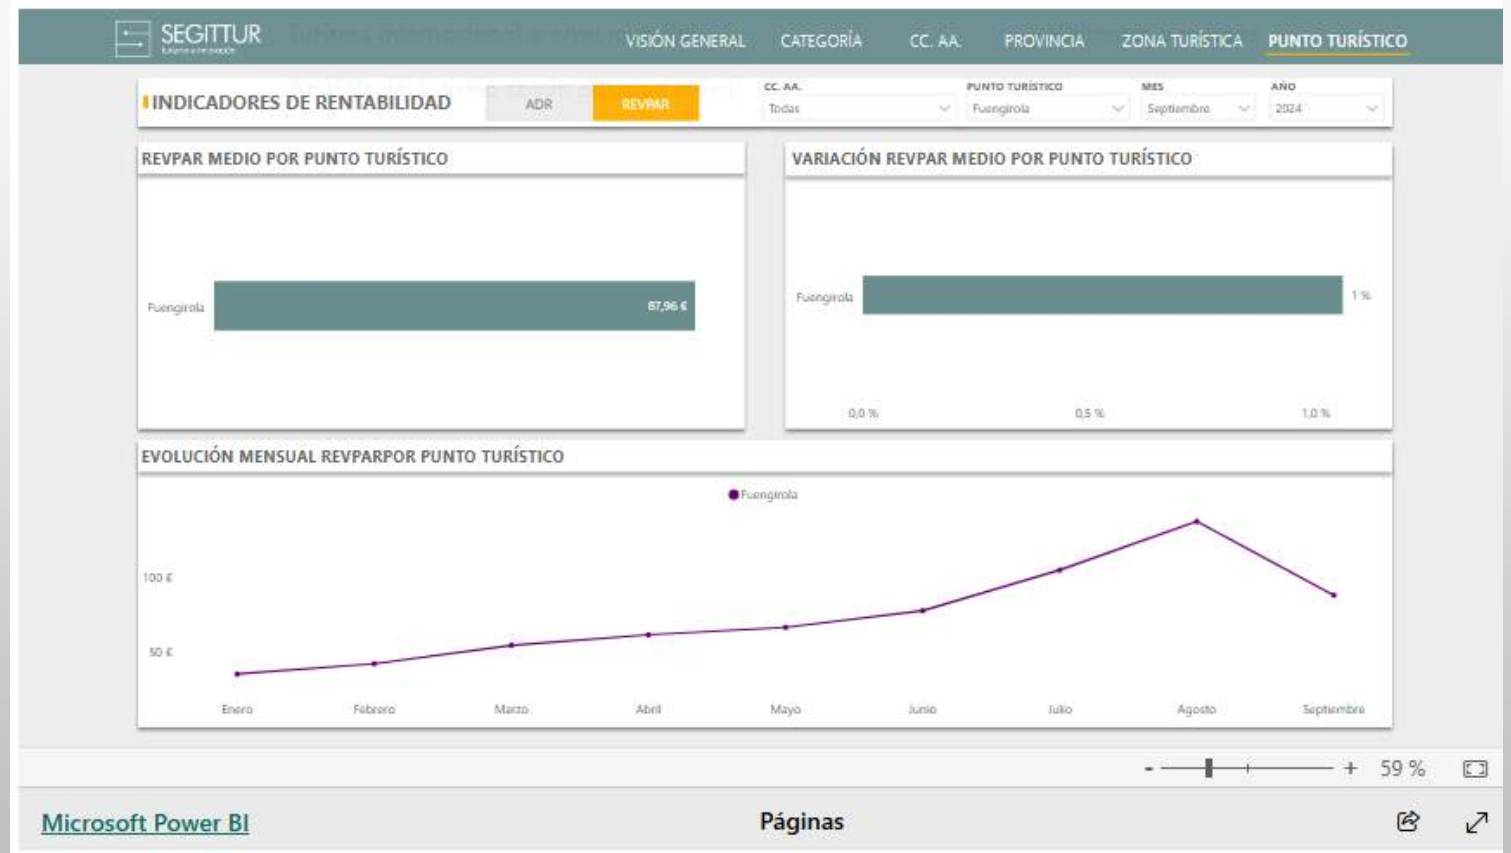 SEGITTUR
turismo e innovación
VISIÓN GENERAL CATEGORÍA CC. AA. PROVINCIA ZONA TURÍSTICA PUNTO TURÍSTICO
INDICADORES DE RENTABILIDAD ADR REVPAR
CC. AA. PUNTO TURÍSTICO MES AÑO
Todas Fuengirola Septiembre 2024
REVPAR MEDIO POR PUNTO TURÍSTICO
Fuengirola 87,96 €
VARIACIÓN REVPAR MEDIO POR PUNTO TURÍSTICO
Fuengirola 1 %
0,0 % 0,5 % 1,0 %
EVOLUCIÓN MENSUAL REVPARPOR PUNTO TURÍSTICO
Fuengirola
100 €
50 €
Enero Febrero Marzo Abril Mayo Junio Julio Agosto Septiembre
- + 59 %
Microsoft Power BI Páginas